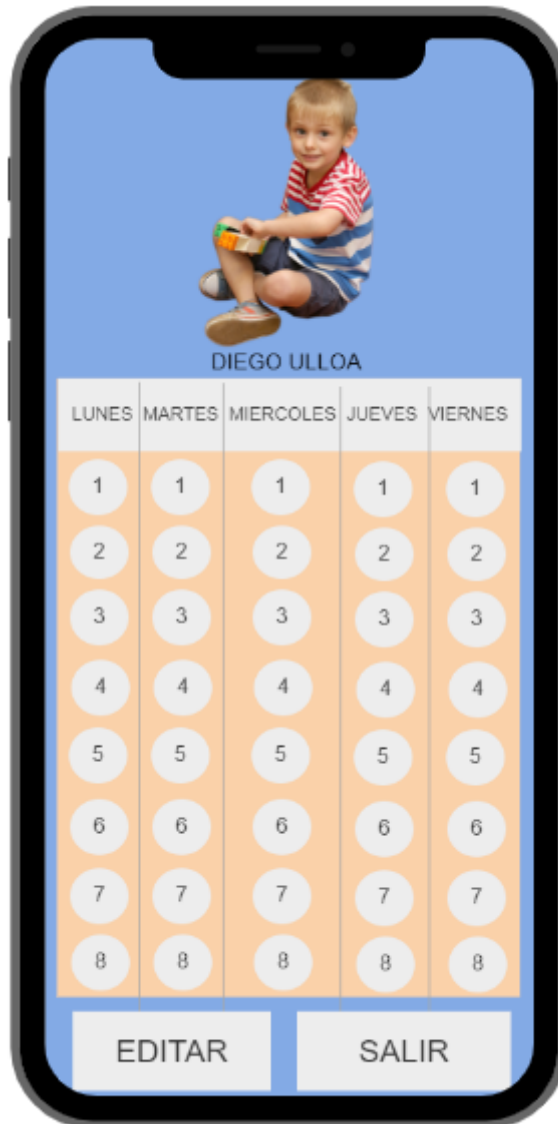 DIEGO ULLOA
LUNES MARTES MIERCOLES JUEVES VIERNES
1 1 1 1 1
2 2 2 2 2
3 3 3 3 3
4 4 4 4 4
5 5 5 5 5
6 6 6 6 6
7 7 7 7 7
8 8 8 8 8
EDITAR SALIR